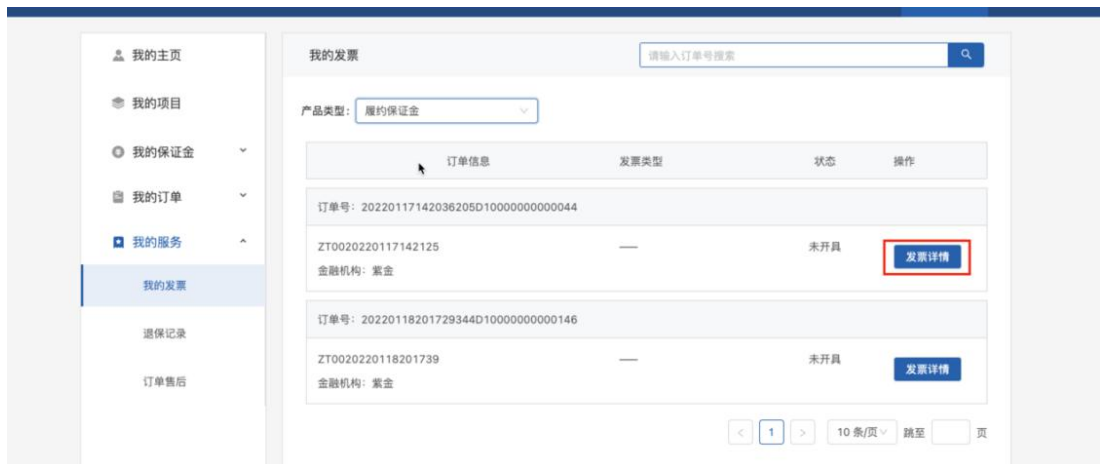 我的主页
我的项目
我的保证金
我的订单
我的服务
我的发票
退保记录
订单售后
我的发票
请输入订单号搜索
产品类型： 履约保证金
订单信息 发票类型 状态 操作
订单号：20220117142036205D10000000000044
ZT0020220117142125 —— 未开具 发票详情
金融机构：紫金
订单号：20220118201729344D10000000000146
ZT0020220118201739 —— 未开具 发票详情
金融机构：紫金
< 1 > 10 条/页 跳至 页